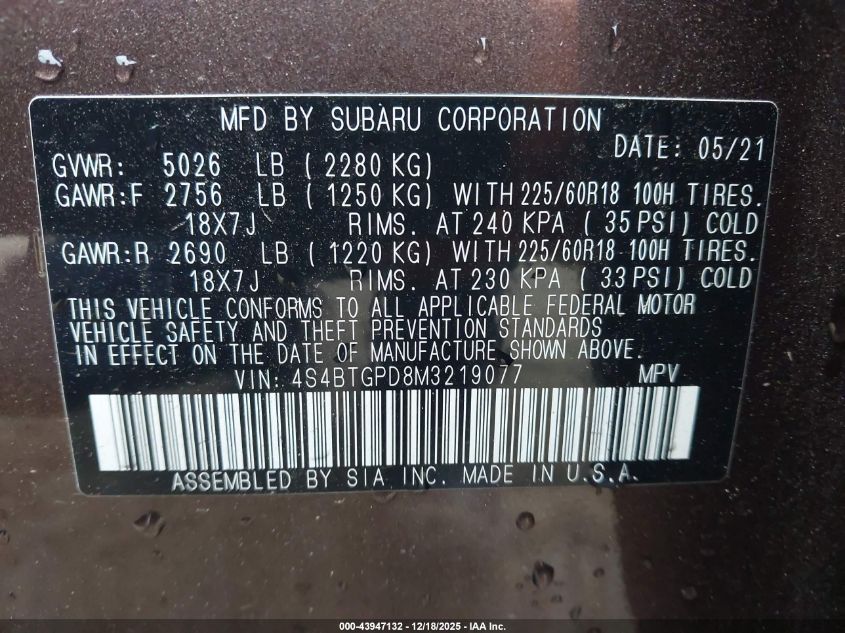 MFD BY SUBARU CORPORATION
DATE: 05/21
GVWR: 5026 LB ( 2280 KG)
GAWR:F 2756 LB ( 1250 KG) WITH 225/60R18 100H TIRES.
18X7J RIMS. AT 240 KPA ( 35 PSI) COLD
GAWR:R 2690 LB ( 1220 KG) WITH 225/60R18 100H TIRES.
18X7J RIMS. AT 230 KPA ( 33 PSI) COLD
THIS VEHICLE CONFORMS TO ALL APPLICABLE FEDERAL MOTOR
VEHICLE SAFETY AND THEFT PREVENTION STANDARDS
IN EFFECT ON THE DATE OF MANUFACTURE SHOWN ABOVE.
VIN: 4S4BTGPD8M3219077 MPV
ASSEMBLED BY SIA INC. MADE IN U.S.A.
000-43947132 - 12/18/2025 - IAA Inc.